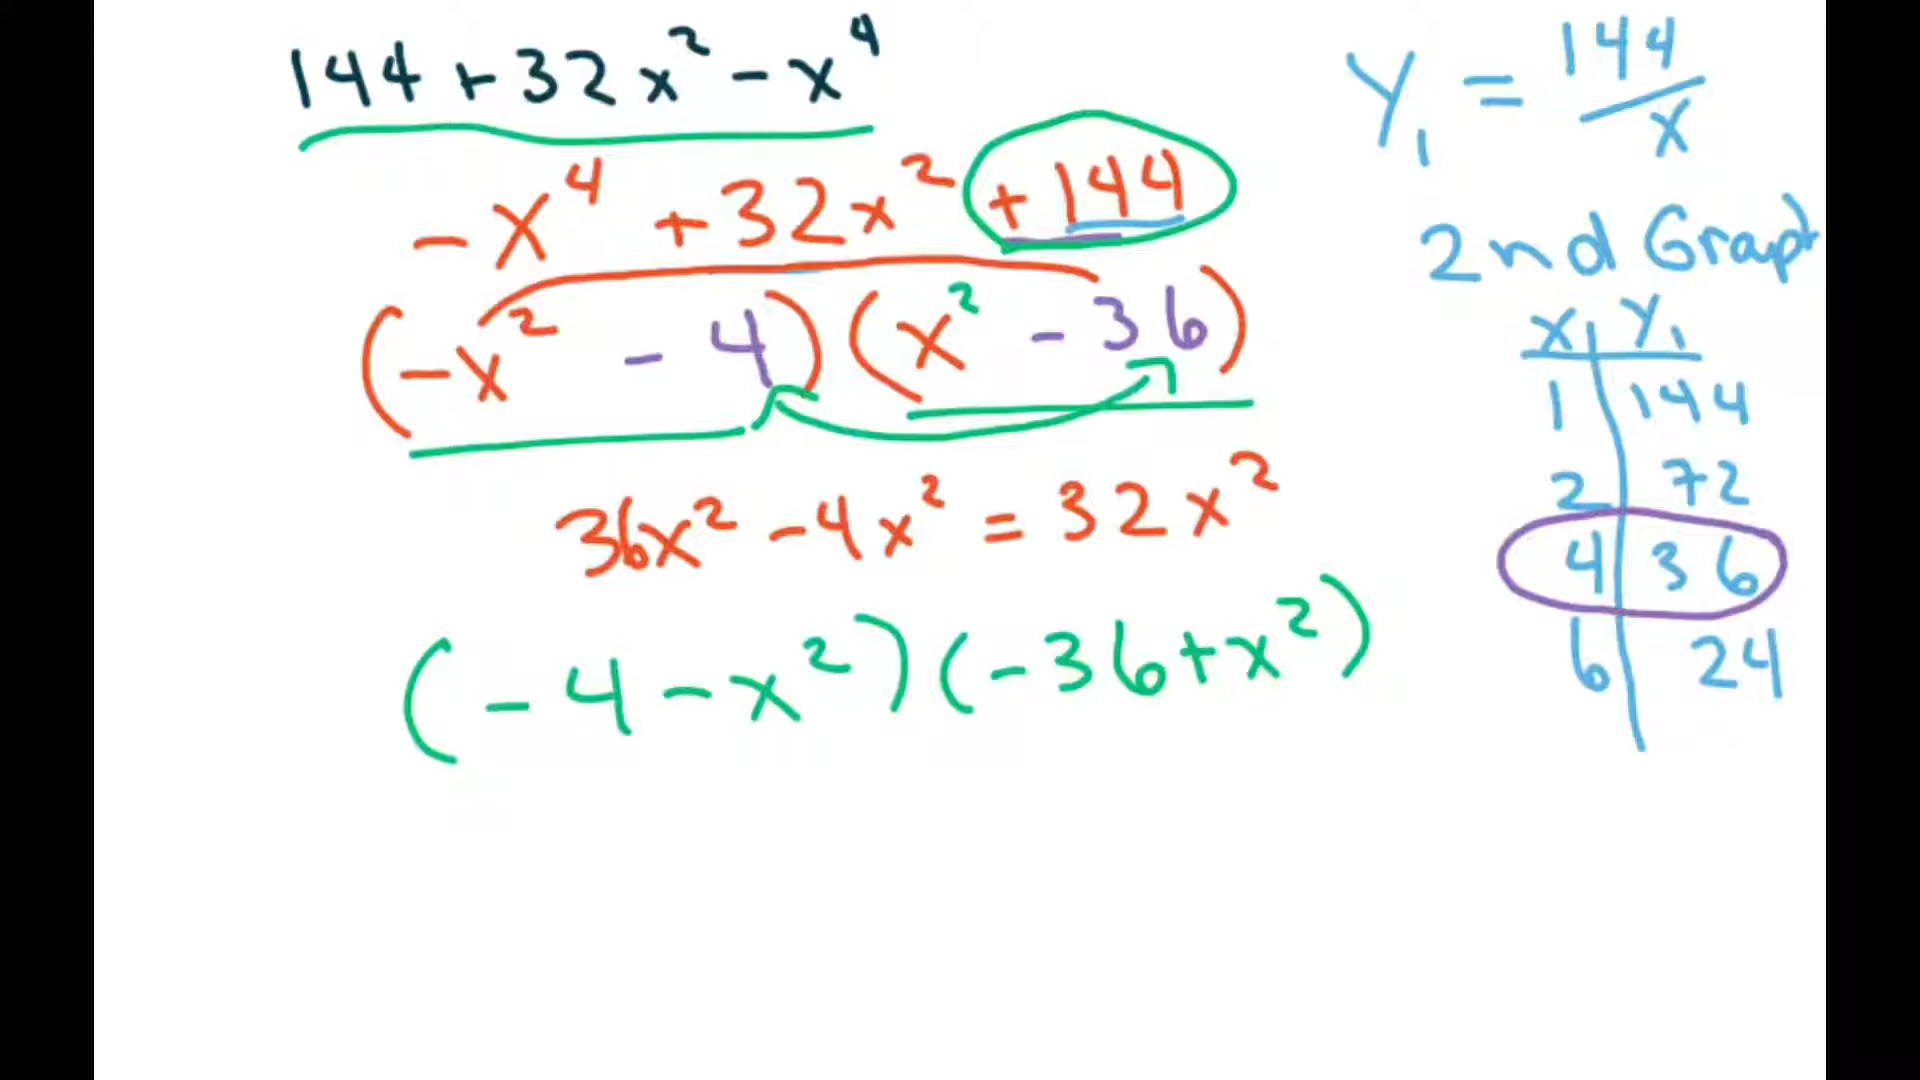 144 + 32x² - x⁴
-x⁴ + 32x² + 144
(-x² - 4)(x² - 36)
36x² - 4x² = 32x²
(-4 - x²)(-36 + x²)
Y₁ = 144/x
2nd Graph
X₁ Y₁
1 144
2 72
4 36
6 24